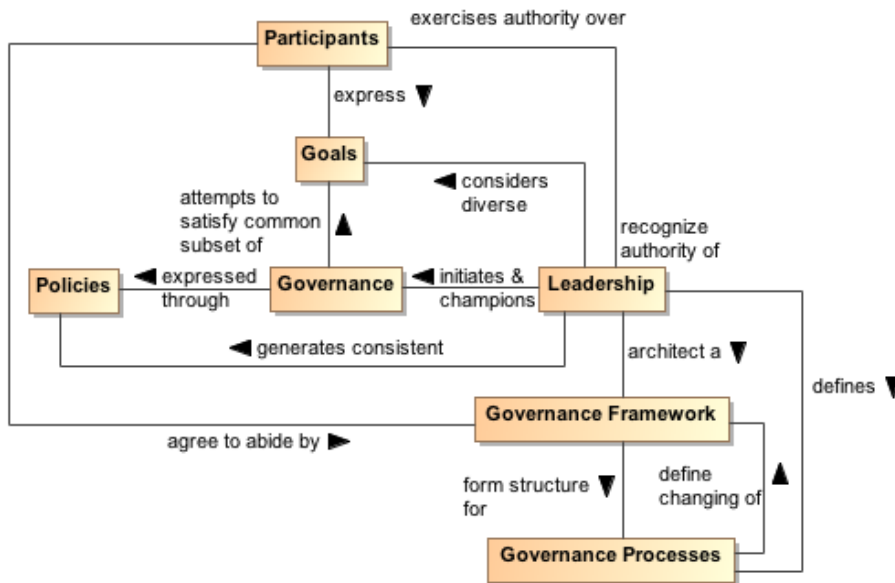 exercises authority over
Participants
express
Goals
considers
diverse
attempts to
satisfy common
subset of
recognize
authority of
Policies
expressed
through
Governance
initiates &
champions
Leadership
generates consistent
architect a
defines
Governance Framework
agree to abide by
form structure
for
define
changing of
Governance Processes